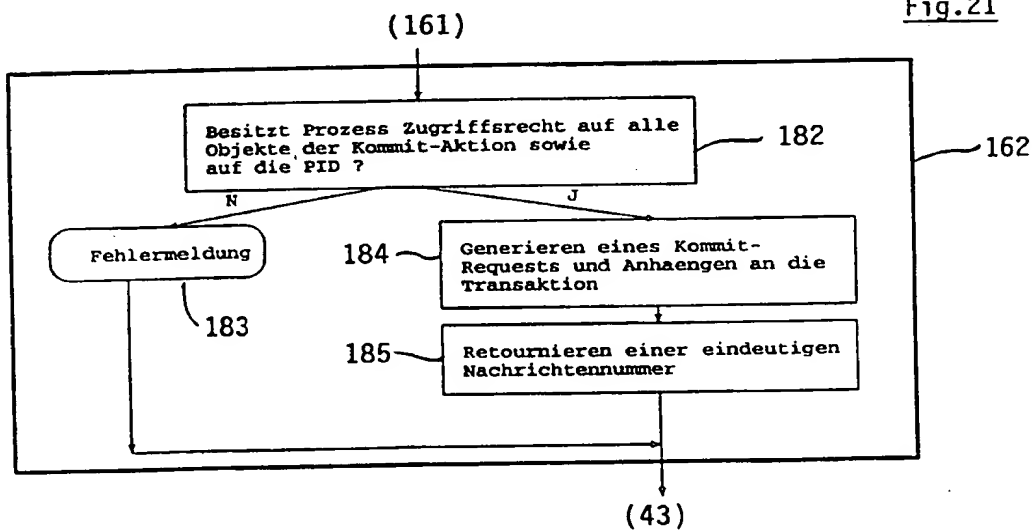 Fig.21
(161)
Besitzt Prozess Zugriffsrecht auf alle
Objekte der Kommit-Aktion sowie
auf die PID ?
182
162
N
J
Fehlermeldung
183
184
Generieren eines Kommit-
Requests und Anhaengen an die
Transaktion
185
Retournieren einer eindeutigen
Nachrichtennummer
(43)